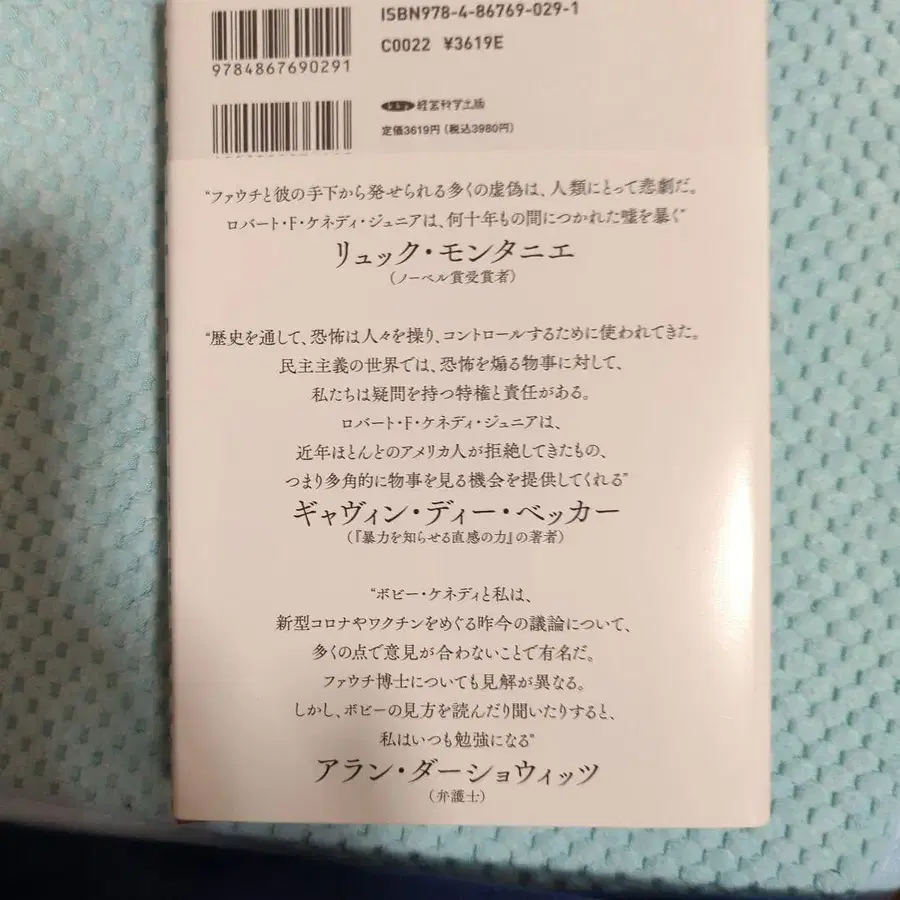 ISBN978-4-86769-029-1
C0022 ¥3619E
9784867690291
経営科学出版
定価3619円（税込3980円）
“ファウチと彼の手下から発せられる多くの虚偽は、人類にとって悲劇だ。
ロバート・F・ケネディ・ジュニアは、何十年もの間につかれた嘘を暴く”
リュック・モンタニエ
（ノーベル賞受賞者）
“歴史を通して、恐怖は人々を操り、コントロールするために使われてきた。
民主主義の世界では、恐怖を煽る物事に対して、
私たちは疑問を持つ特権と責任がある。
ロバート・F・ケネディ・ジュニアは、
近年ほとんどのアメリカ人が拒絶してきたもの、
つまり多角的に物事を見る機会を提供してくれる”
ギャヴィン・ディー・ベッカー
（『暴力を知らせる直感の力』の著者）
“ボビー・ケネディと私は、
新型コロナやワクチンをめぐる昨今の議論について、
多くの点で意見が合わないことで有名だ。
ファウチ博士についても見解が異なる。
しかし、ボビーの見方を読んだり聞いたりすると、
私はいつも勉強になる”
アラン・ダーショウィッツ
（弁護士）